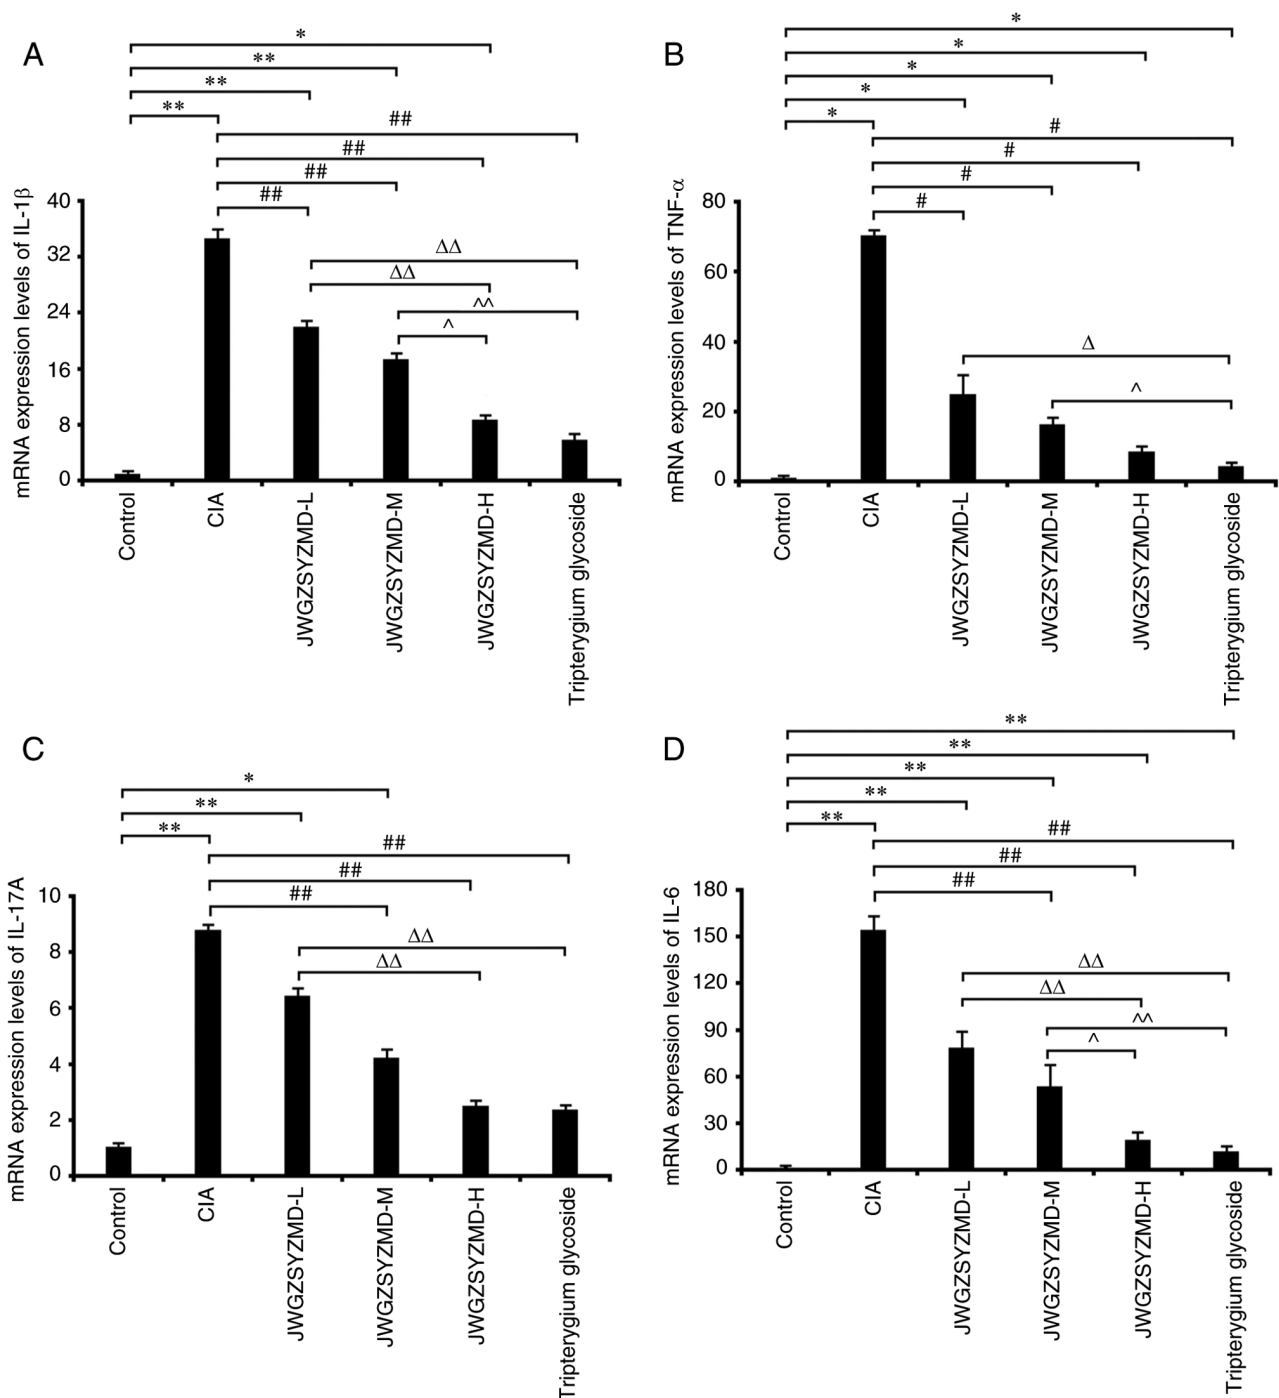 A
*
**
**
**
##
##
##
##
ΔΔ
ΔΔ
^^
^
mRNA expression levels of IL-1β
40
32
24
16
8
0
Control
CIA
JWGZSYZMD-L
JWGZSYZMD-M
JWGZSYZMD-H
Tripterygium glycoside
B
*
*
*
*
*
#
#
#
#
Δ
^
mRNA expression levels of TNF-α
80
60
40
20
0
Control
CIA
JWGZSYZMD-L
JWGZSYZMD-M
JWGZSYZMD-H
Tripterygium glycoside
C
*
**
**
##
##
##
ΔΔ
ΔΔ
mRNA expression levels of IL-17A
10
8
6
4
2
0
Control
CIA
JWGZSYZMD-L
JWGZSYZMD-M
JWGZSYZMD-H
Tripterygium glycoside
D
**
**
**
**
**
##
##
##
ΔΔ
ΔΔ
^^
^
mRNA expression levels of IL-6
180
150
120
90
60
30
0
Control
CIA
JWGZSYZMD-L
JWGZSYZMD-M
JWGZSYZMD-H
Tripterygium glycoside